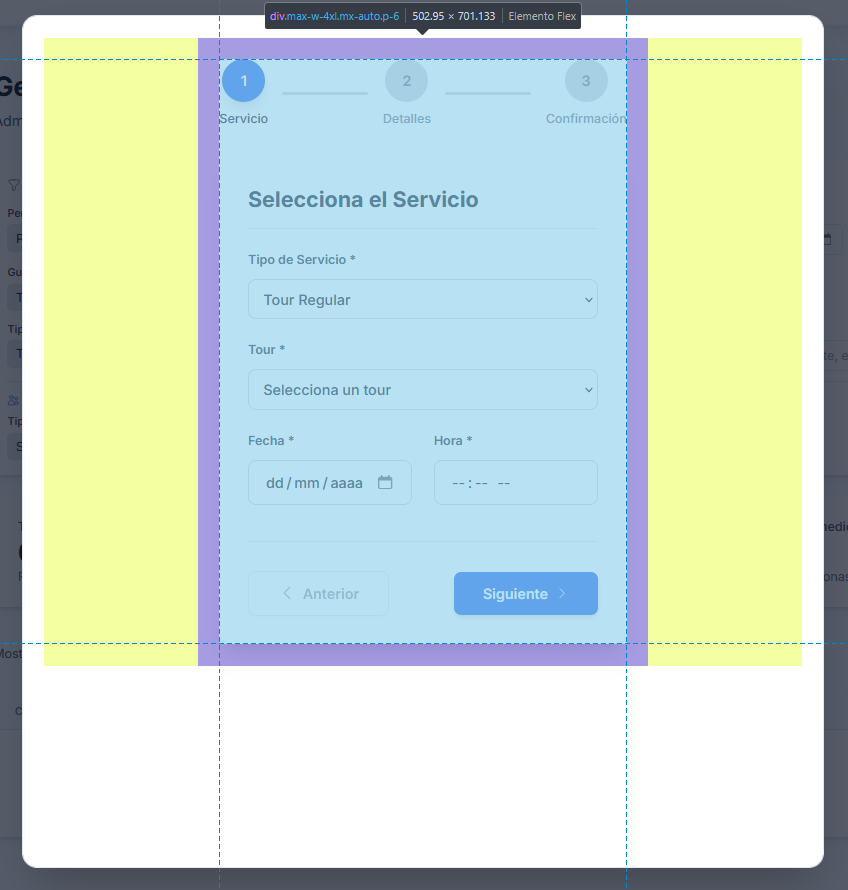 div.max-w-4xl.mx-auto.p-6 502.95 × 701.133 Elemento Flex
1 2 3
Servicio Detalles Confirmación
Selecciona el Servicio
Tipo de Servicio *
Tour Regular
Tour *
Selecciona un tour
Fecha * Hora *
dd/mm/aaaa --:-- --
Anterior Siguiente